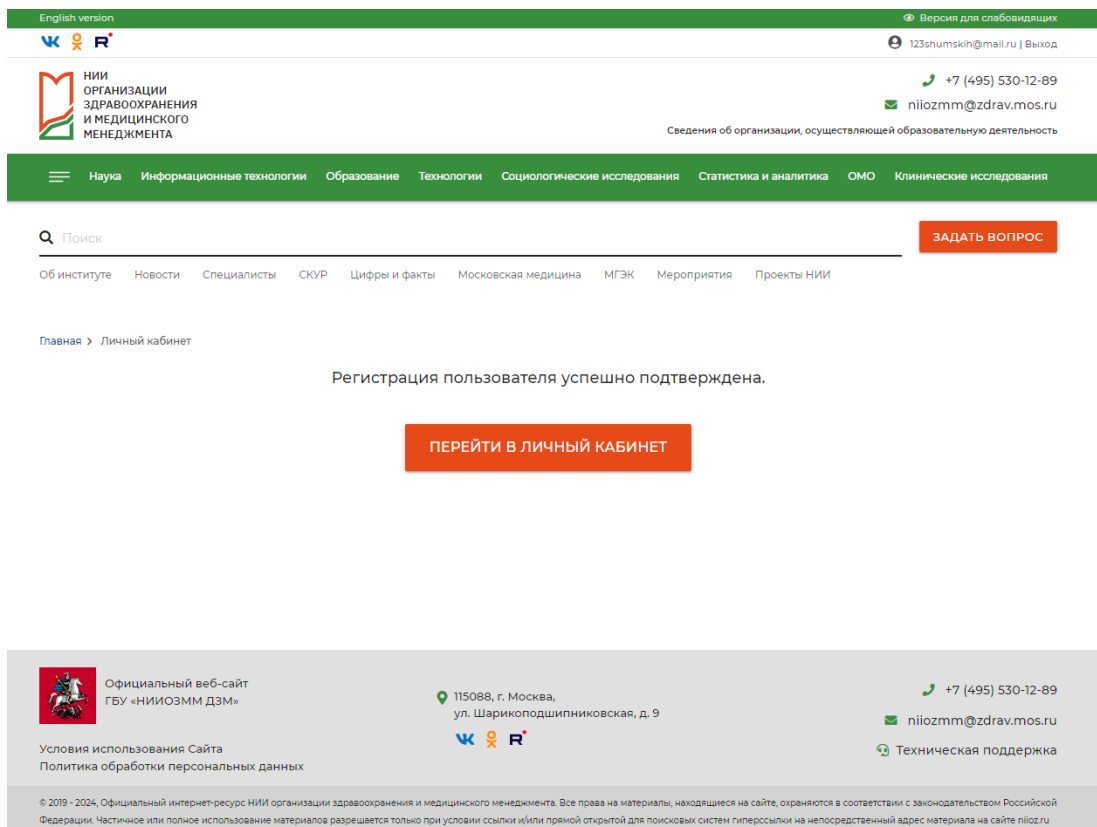 English version
Версия для слабовидящих
123shumskih@mail.ru | Выход
НИИ
ОРГАНИЗАЦИИ
ЗДРАВООХРАНЕНИЯ
И МЕДИЦИНСКОГО
МЕНЕДЖМЕНТА
+7 (495) 530-12-89
niiozmm@zdrav.mos.ru
Сведения об организации, осуществляющей образовательную деятельность
Наука Информационные технологии Образование Технологии Социологические исследования Статистика и аналитика ОМО Клинические исследования
Поиск
ЗАДАТЬ ВОПРОС
Об институте Новости Специалисты СКУР Цифры и факты Московская медицина МГЭК Мероприятия Проекты НИИ
Главная > Личный кабинет
Регистрация пользователя успешно подтверждена.
ПЕРЕЙТИ В ЛИЧНЫЙ КАБИНЕТ
Официальный веб-сайт
ГБУ «НИИОЗММ ДЗМ»
Условия использования Сайта
Политика обработки персональных данных
115088, г. Москва,
ул. Шарикоподшипниковская, д. 9
+7 (495) 530-12-89
niiozmm@zdrav.mos.ru
Техническая поддержка
© 2019 - 2024, Официальный интернет-ресурс НИИ организации здравоохранения и медицинского менеджмента. Все права на материалы, находящиеся на сайте, охраняются в соответствии с законодательством Российской
Федерации. Частичное или полное использование материалов разрешается только при условии ссылки и/или прямой открытой для поисковых систем гиперссылки на непосредственный адрес материала на сайте niioz.ru